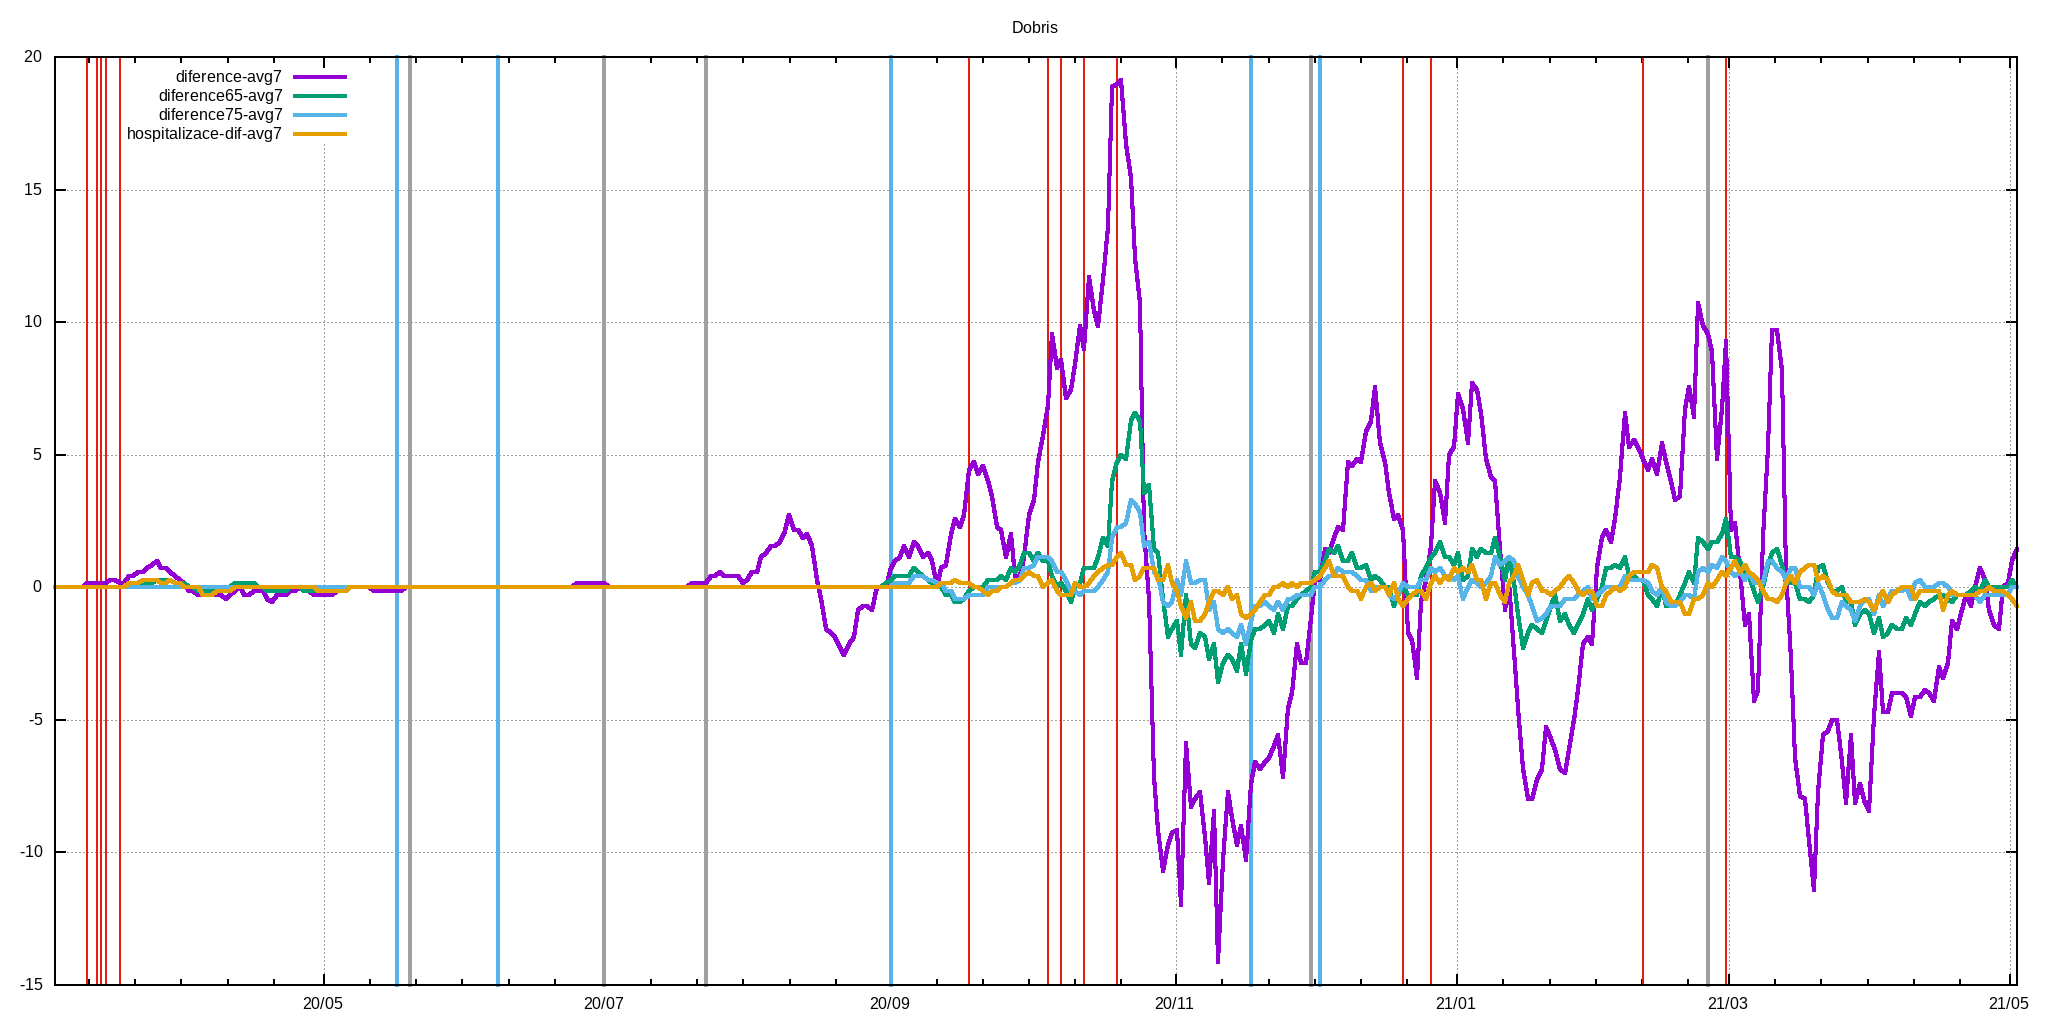 Dobris
20
diference-avg7
diference65-avg7
diference75-avg7
hospitalizace-dif-avg7
15
10
5
0
-5
-10
-15
20/05 20/07 20/09 20/11 21/01 21/03 21/05